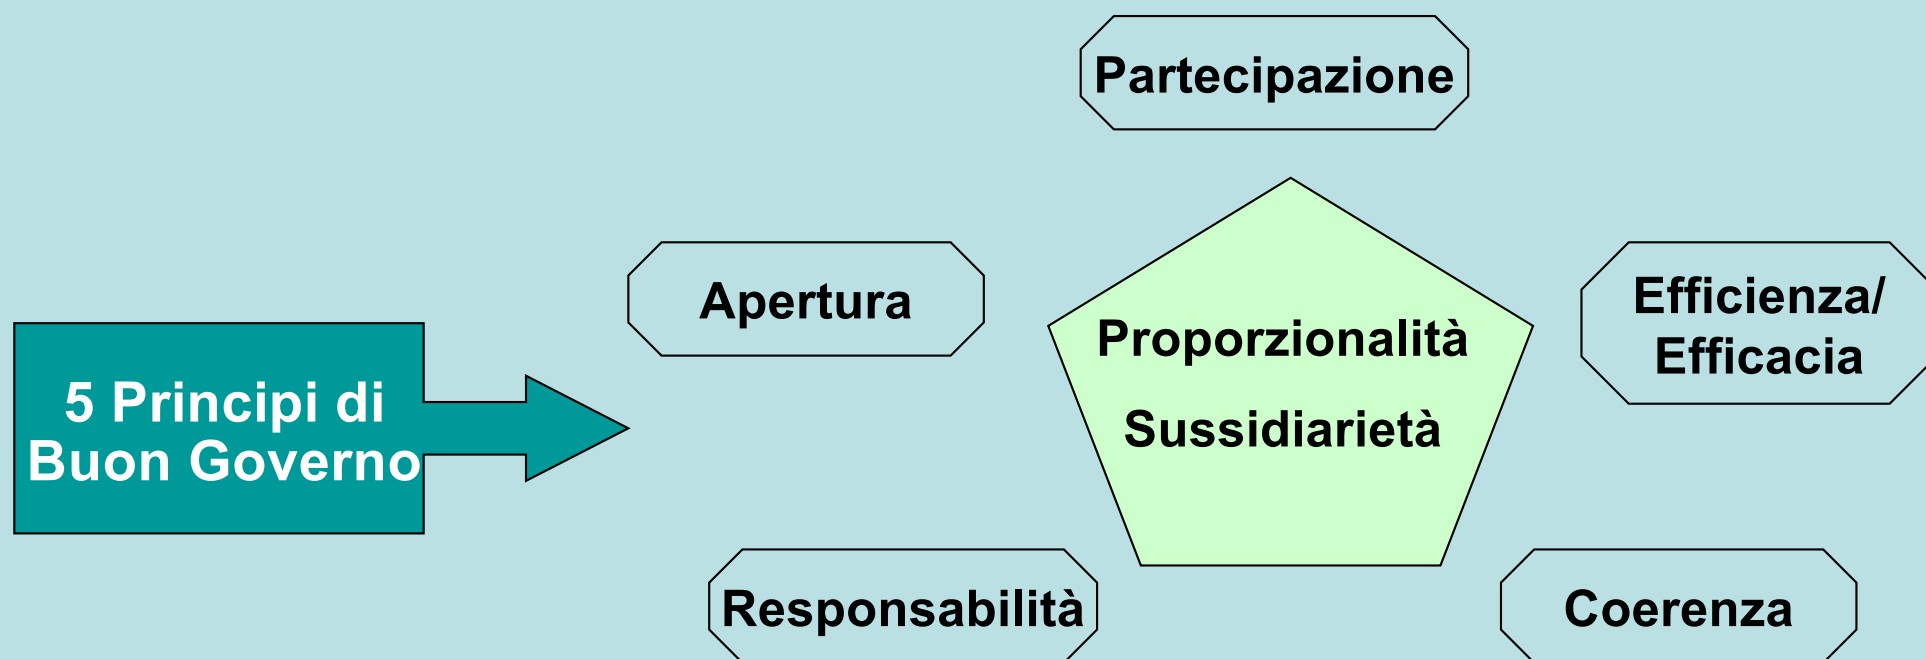 Partecipazione
Apertura
Efficienza/
Efficacia
Proporzionalità
Sussidiarietà
5 Principi di
Buon Governo
Responsabilità
Coerenza